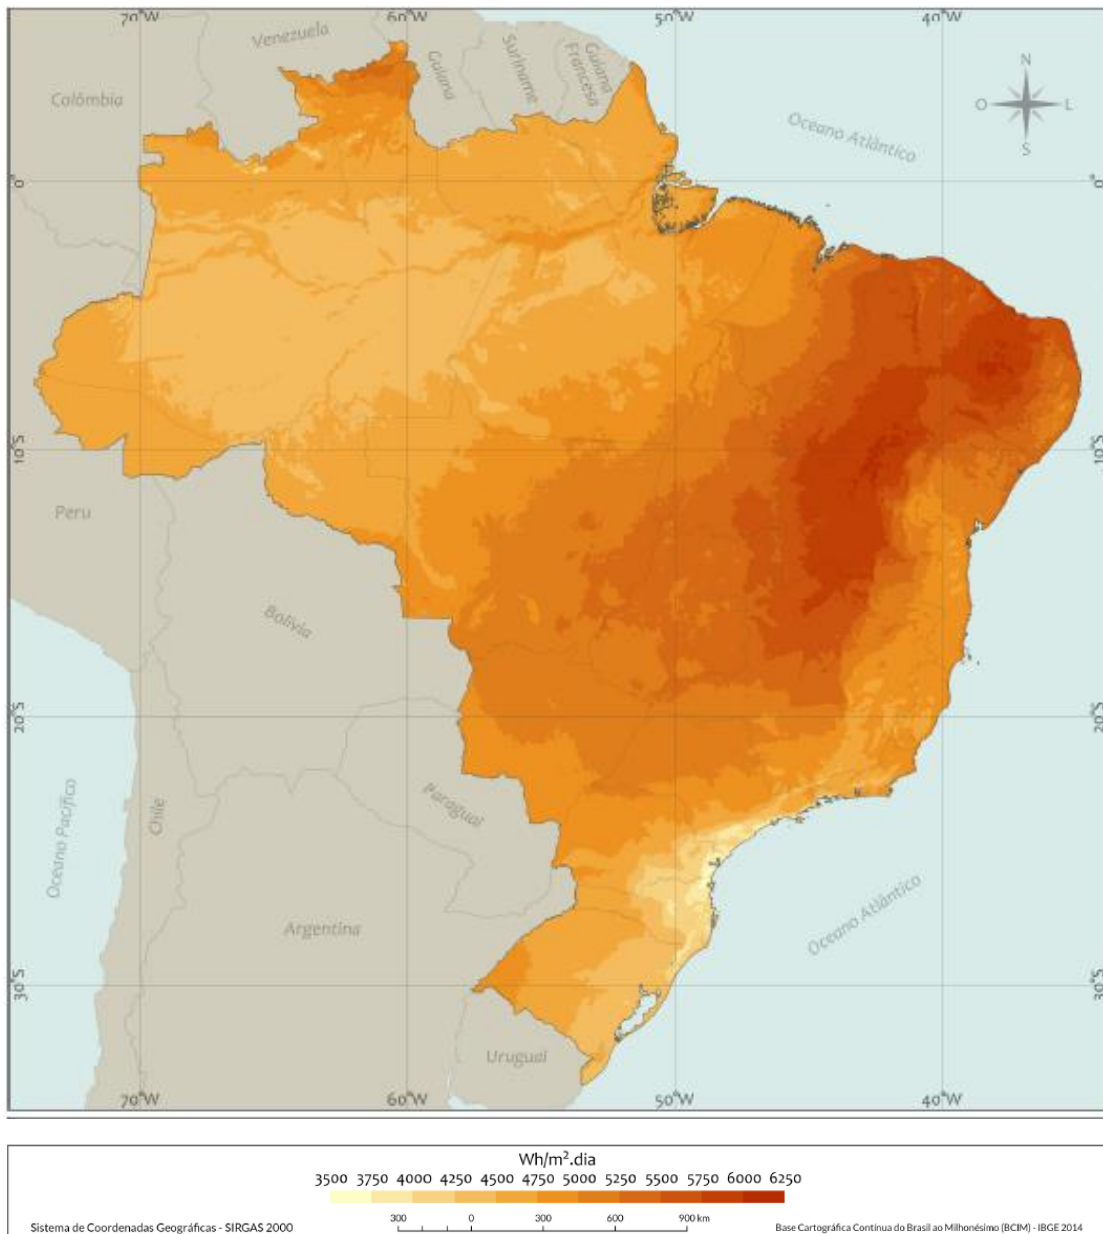 70°W 60°W 50°W 40°W
Venezuela
Guiana
Suriname
Guiana
Francesa
Colômbia
N
O L
S
Oceano Atlântico
0° 0°
10°S 10°S
Peru
Bolívia
20°S 20°S
Paraguai
Chile
Oceano Pacífico
Oceano Atlântico
Argentina
30°S 30°S
Uruguai
70°W 60°W 50°W 40°W
Wh/m².dia
3500 3750 4000 4250 4500 4750 5000 5250 5500 5750 6000 6250
300 0 300 600 900 km
Sistema de Coordenadas Geográficas - SIRGAS 2000
Base Cartográfica Contínua do Brasil ao Milhonésimo (BCIM) - IBGE 2014